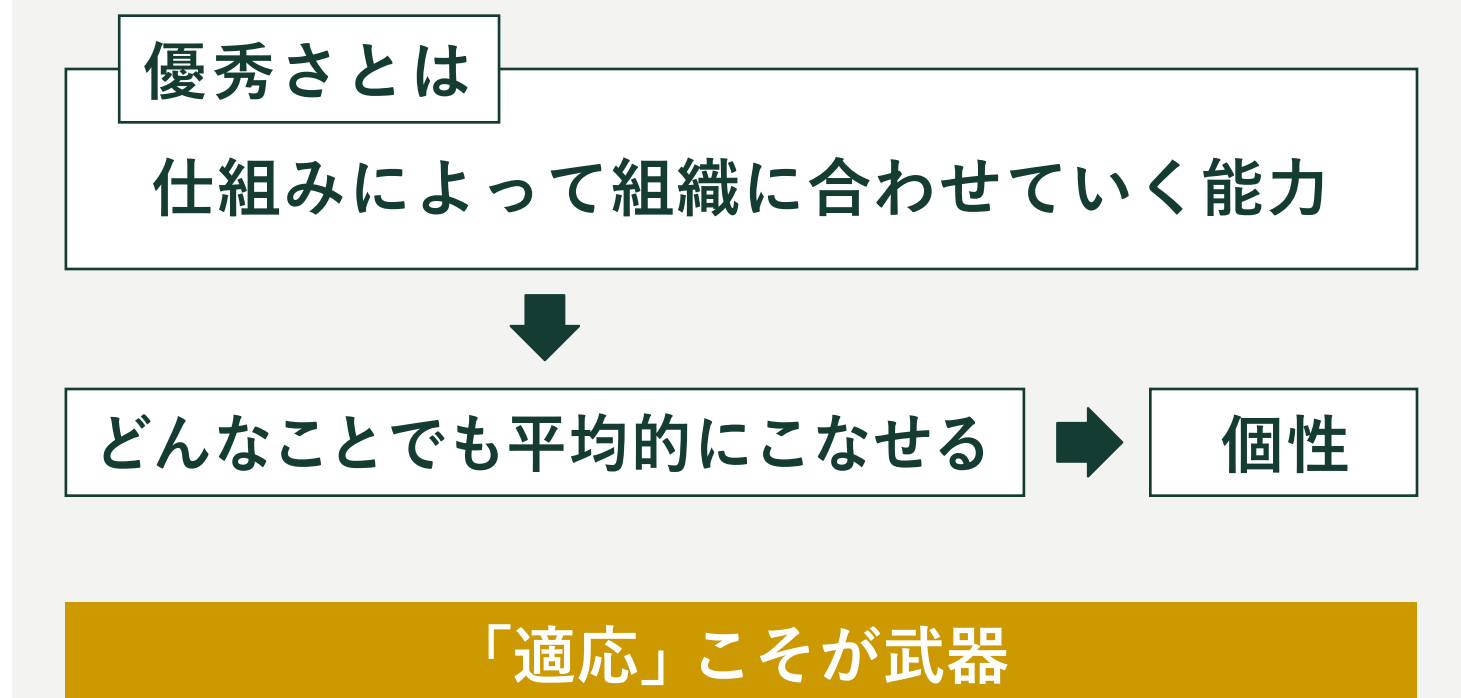 優秀さとは
仕組みによって組織に合わせていく能力
どんなことでも平均的にこなせる
個性
「適応」こそが武器